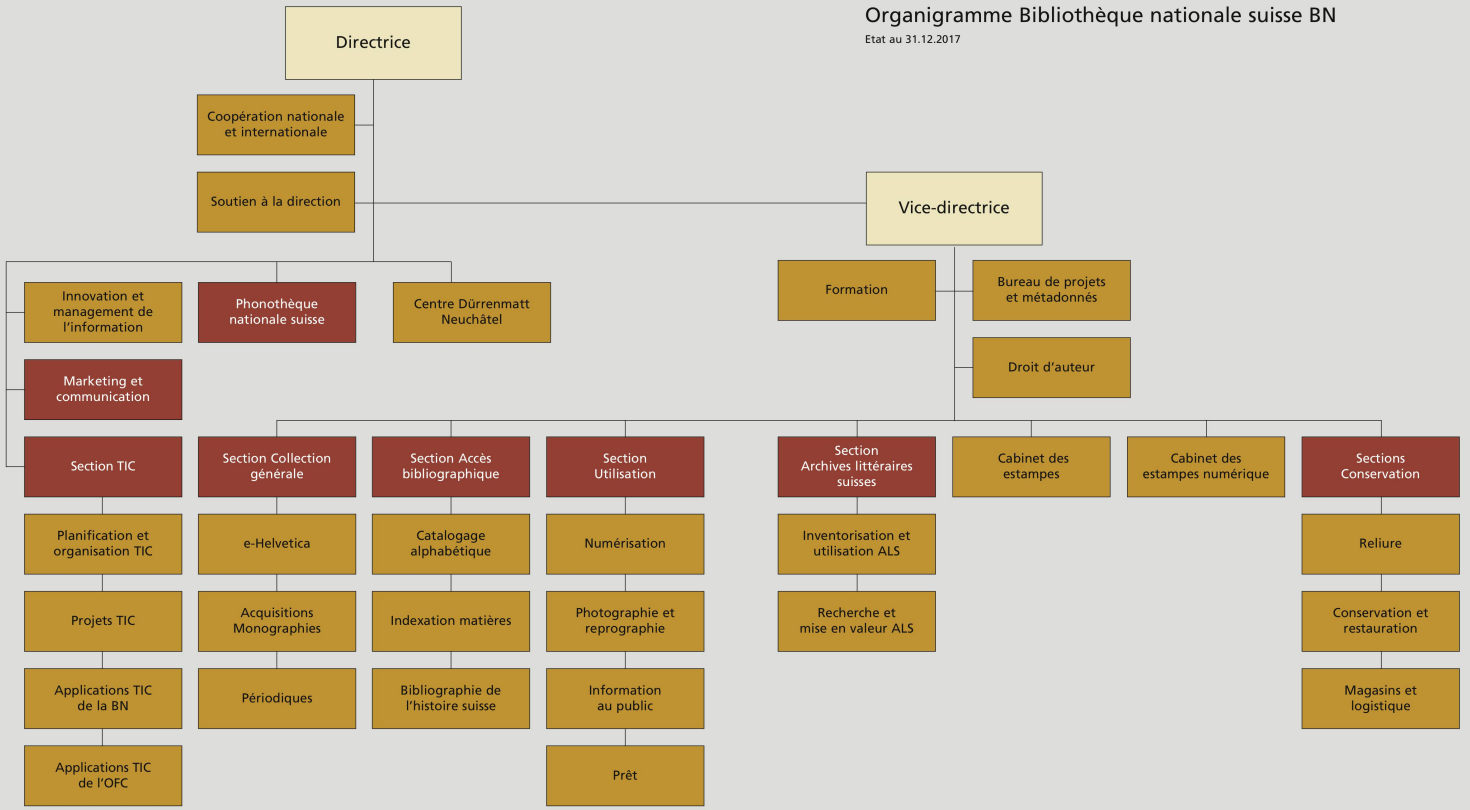 Organigramme Bibliothèque nationale suisse BN
Etat au 31.12.2017
Directrice
Coopération nationale
et internationale
Soutien à la direction
Vice-directrice
Innovation et
management de
l’information
Phonothèque
nationale suisse
Centre Dürrenmatt
Neuchâtel
Formation
Bureau de projets
et métadonnés
Marketing et
communication
Droit d’auteur
Section TIC
Section Collection
générale
Section Accès
bibliographique
Section
Utilisation
Section
Archives littéraires
suisses
Cabinet des
estampes
Cabinet des
estampes numérique
Sections
Conservation
Planification et
organisation TIC
e-Helvetica
Catalogage
alphabétique
Numérisation
Inventorisation et
utilisation ALS
Reliure
Projets TIC
Acquisitions
Monographies
Indexation matières
Photographie et
reprographie
Recherche et
mise en valeur ALS
Conservation et
restauration
Applications TIC
de la BN
Périodiques
Bibliographie de
l’histoire suisse
Information
au public
Magasins et
logistique
Applications TIC
de l’OFC
Prêt